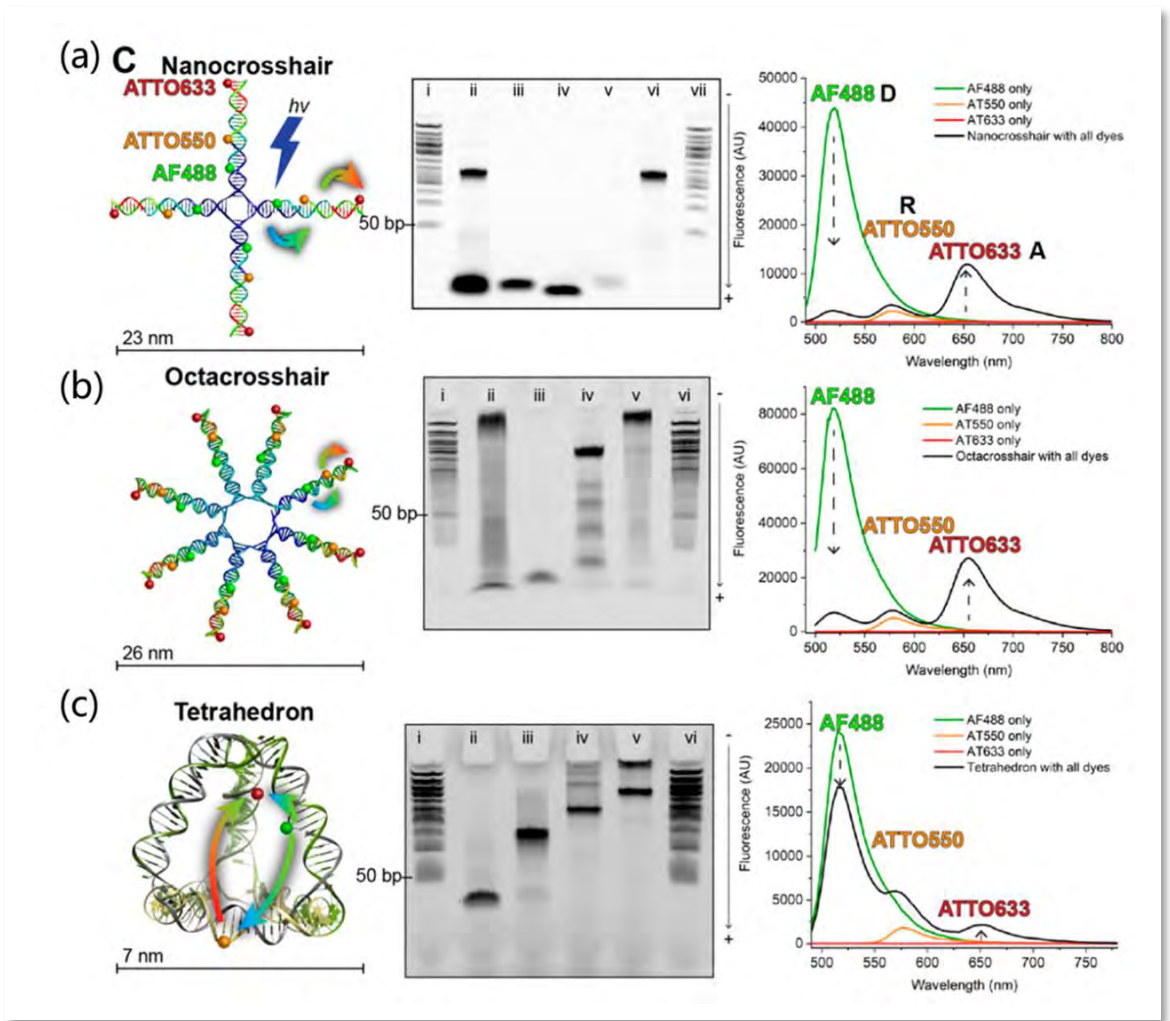 (a) C Nanocrosshair
ATTO633
hν
ATTO550
AF488
23 nm
i ii iii iv v vi vii
50 bp
-
+
Fluorescence (AU)
50000
40000
30000
20000
10000
0
AF488 D
R
ATTO550
ATTO633 A
AF488 only
AT550 only
AT633 only
Nanocrosshair with all dyes
500 550 600 650 700 750 800
Wavelength (nm)
(b) Octacrosshair
26 nm
i ii iii iv v vi
50 bp
-
+
Fluorescence (AU)
80000
60000
40000
20000
0
AF488
ATTO550
ATTO633
AF488 only
AT550 only
AT633 only
Octacrosshair with all dyes
500 550 600 650 700 750 800
Wavelength (nm)
(c) Tetrahedron
7 nm
i ii iii iv v vi
50 bp
-
+
Fluorescence (AU)
25000
20000
15000
10000
5000
0
AF488
ATTO550
ATTO633
AF488 only
AT550 only
AT633 only
Tetrahedron with all dyes
500 550 600 650 700 750
Wavelength (nm)